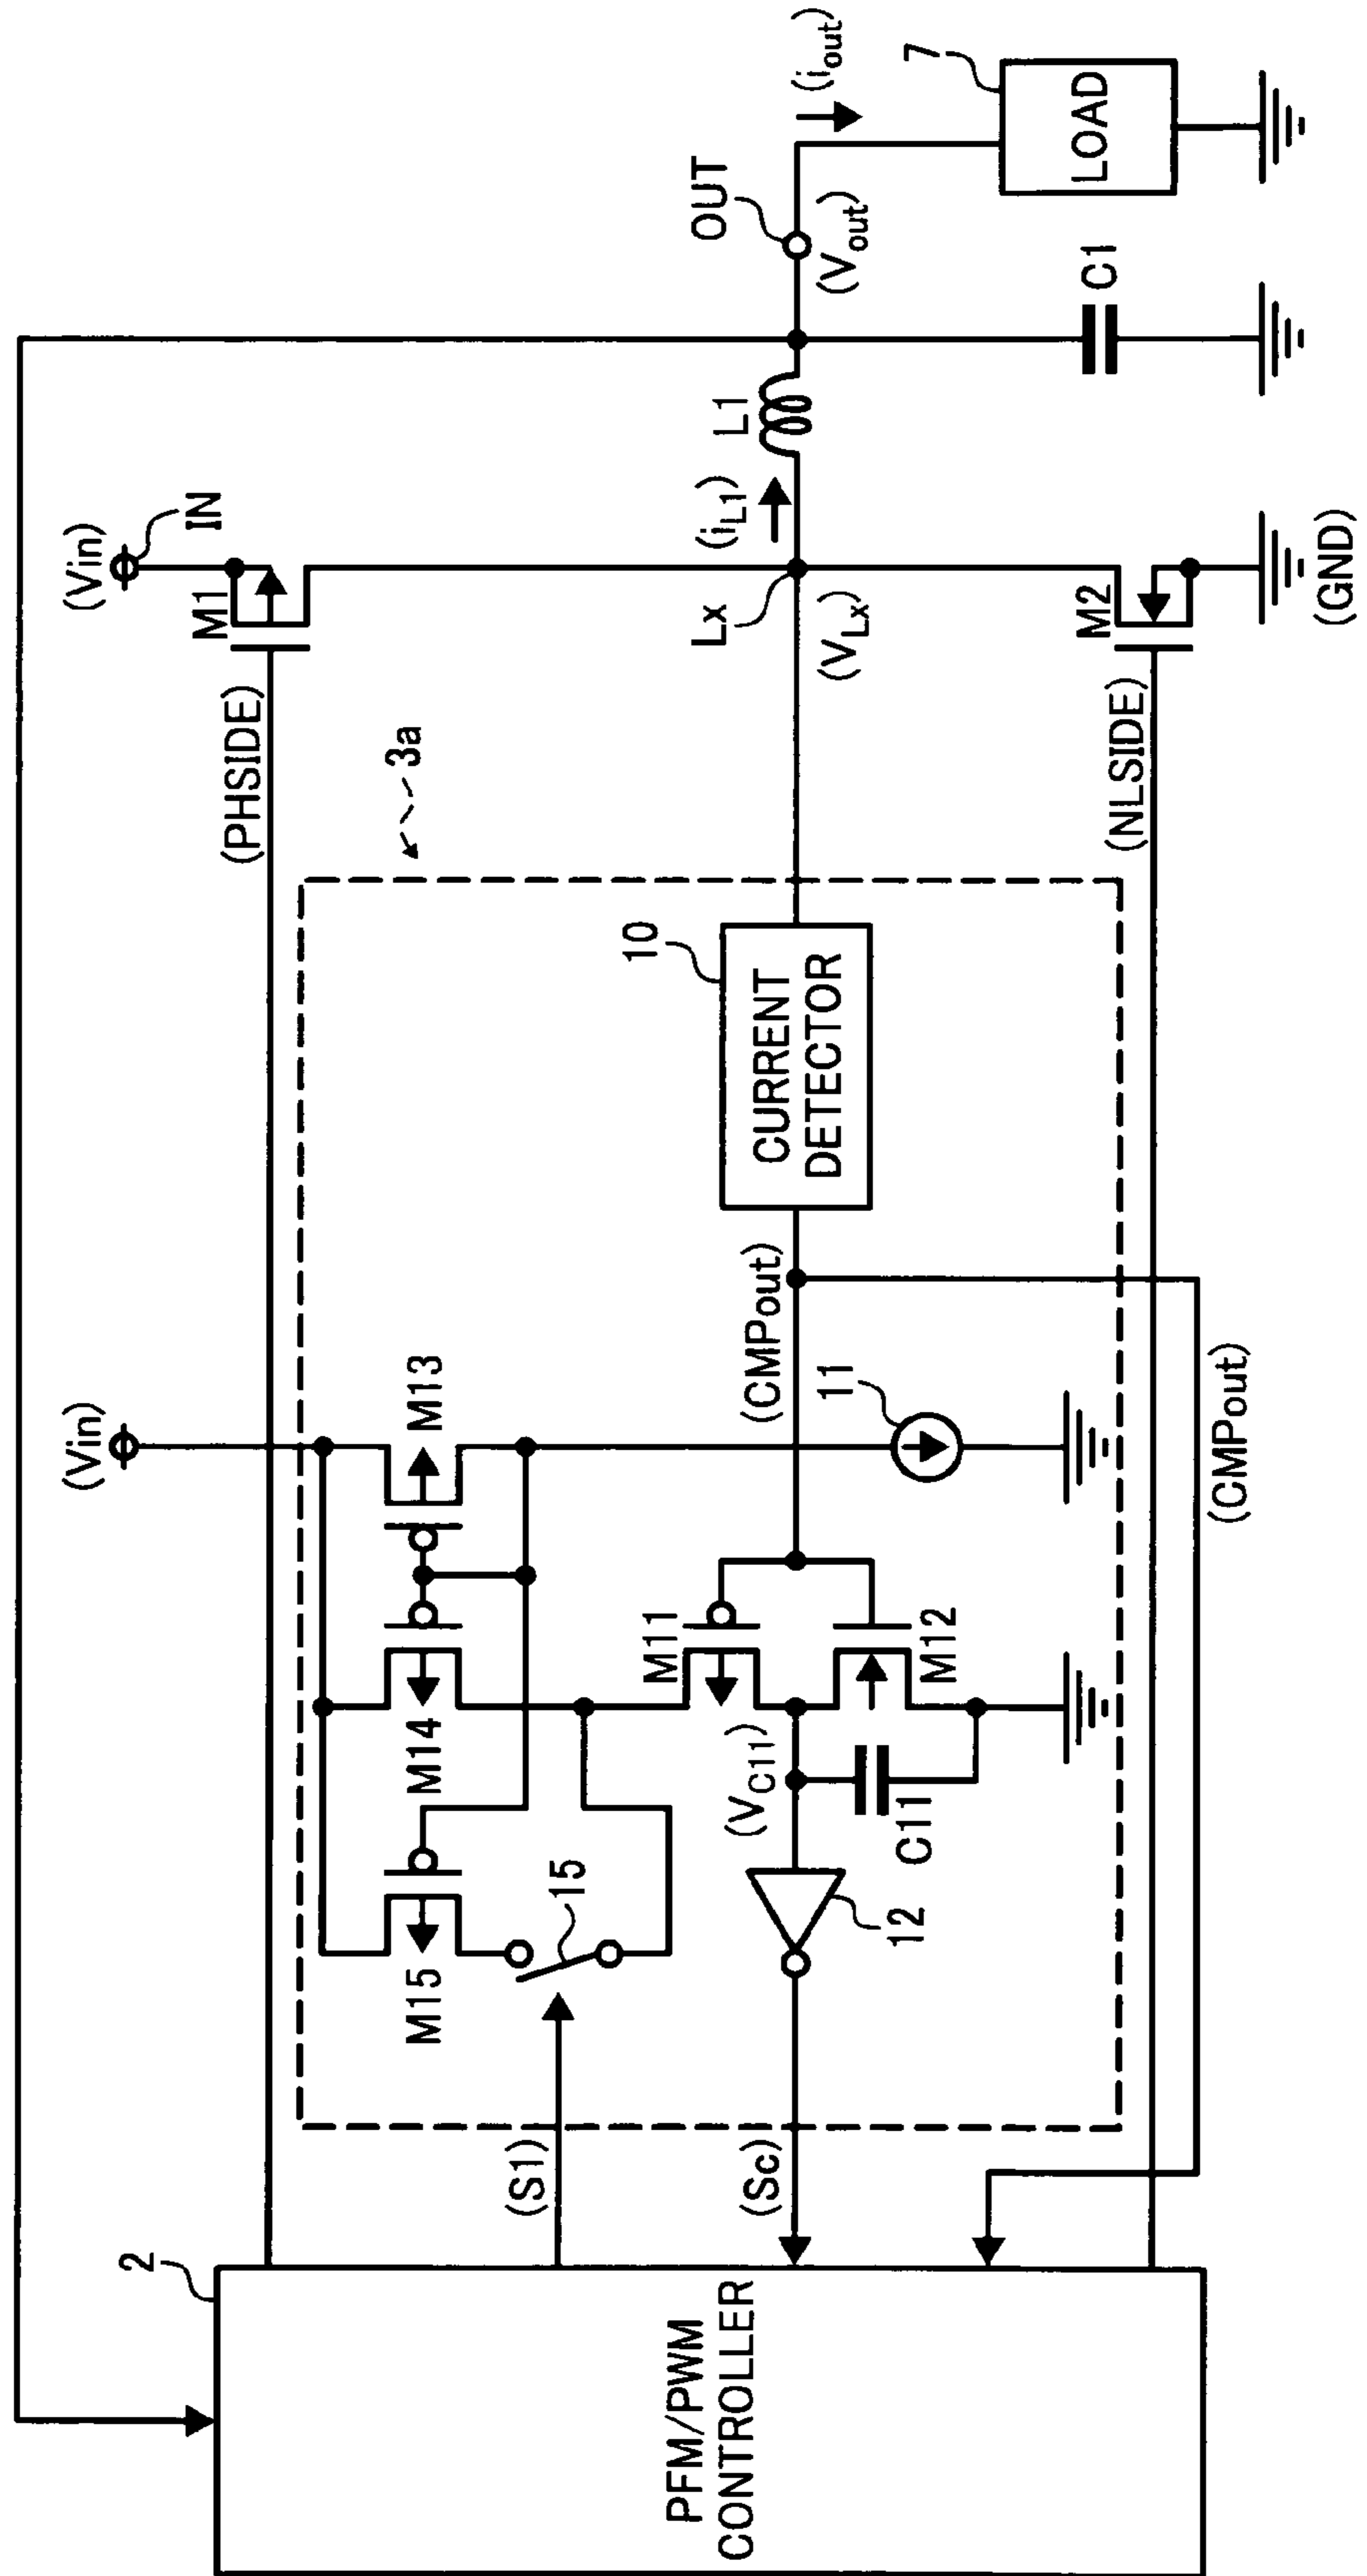 (Vin)
IN
(Vin)
M1
(PHSIDE)
3a
M13
M14
M15
15
(S1)
2
PFM/PWM
CONTROLLER
M11
M12
(VC11)
C11
12
(Sc)
11
(CMPout)
10
CURRENT
DETECTOR
(CMPout)
Lx
(VLx)
(iL1)
L1
OUT
(Vout)
(iout)
7
LOAD
C1
M2
(NLSIDE)
(GND)